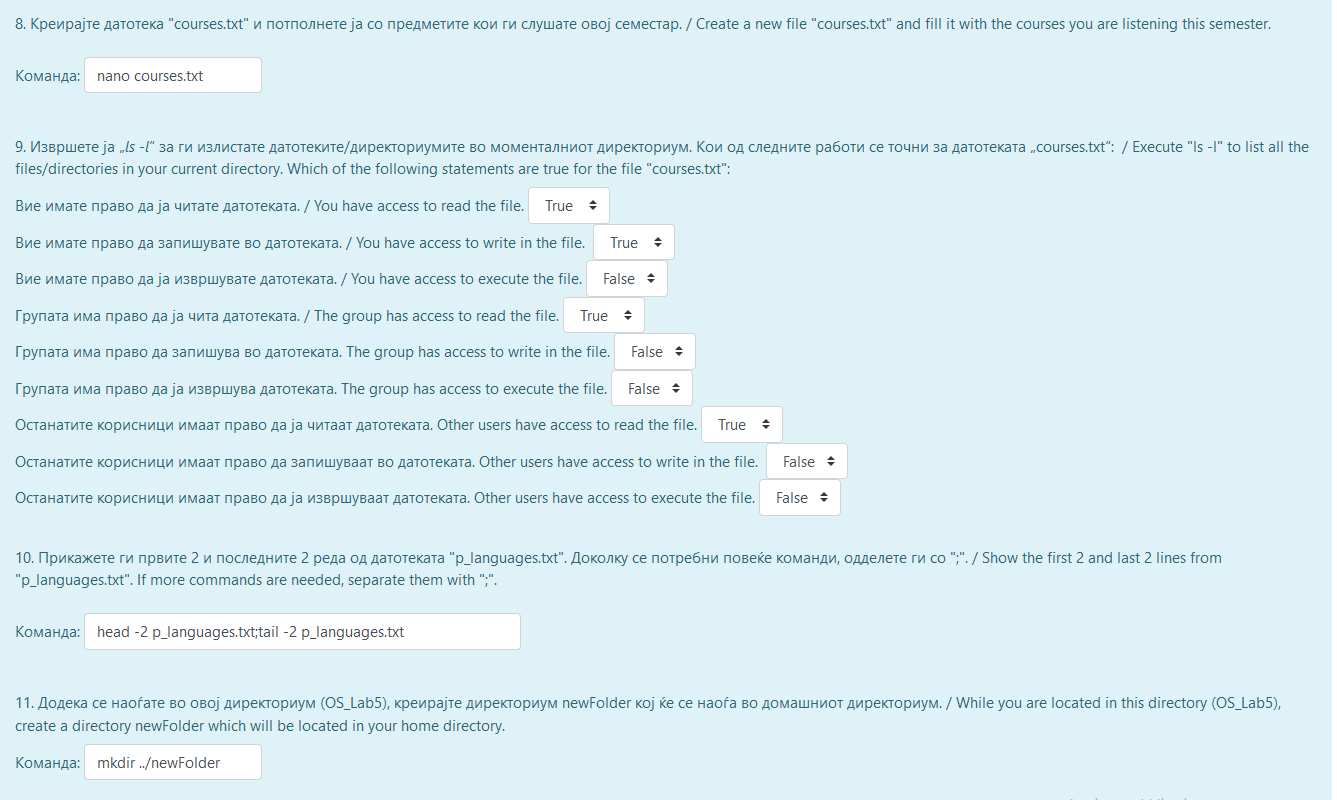 8. Креирајте датотека "courses.txt" и потполнете ја со предметите кои ги слушате овој семестар. / Create a new file "courses.txt" and fill it with the courses you are listening this semester.
Команда: nano courses.txt
9. Извршете ја „ls -l“ за ги излистате датотеките/директориумите во моменталниот директориум. Кои од следните работи се точни за датотеката „courses.txt“: / Execute "ls -l" to list all the
files/directories in your current directory. Which of the following statements are true for the file "courses.txt":
Вие имате право да ја читате датотеката. / You have access to read the file. True
Вие имате право да запишувате во датотеката. / You have access to write in the file. True
Вие имате право да ја извршувате датотеката. / You have access to execute the file. False
Групата има право да ја чита датотеката. / The group has access to read the file. True
Групата има право да запишува во датотеката. The group has access to write in the file. False
Групата има право да ја извршува датотеката. The group has access to execute the file. False
Останатите корисници имаат право да ја читаат датотеката. Other users have access to read the file. True
Останатите корисници имаат право да запишуваат во датотеката. Other users have access to write in the file. False
Останатите корисници имаат право да ја извршуваат датотеката. Other users have access to execute the file. False
10. Прикажете ги првите 2 и последните 2 реда од датотеката "p_languages.txt". Доколку се потребни повеќе команди, одделете ги со ";". / Show the first 2 and last 2 lines from
"p_languages.txt". If more commands are needed, separate them with ";".
Команда: head -2 p_languages.txt;tail -2 p_languages.txt
11. Додека се наоѓате во овој директориум (OS_Lab5), креирајте директориум newFolder кој ќе се наоѓа во домашниот директориум. / While you are located in this directory (OS_Lab5),
create a directory newFolder which will be located in your home directory.
Команда: mkdir ../newFolder